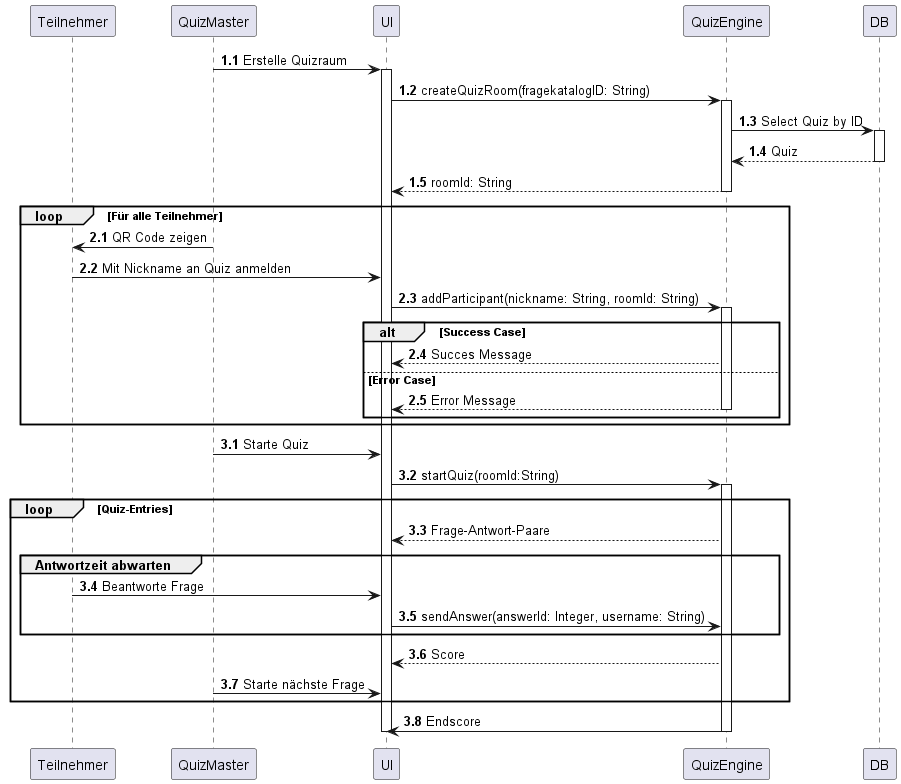 Teilnehmer QuizMaster UI QuizEngine DB
1.1 Erstelle Quizraum
1.2 createQuizRoom(fragekatalogID: String)
1.3 Select Quiz by ID
1.4 Quiz
1.5 roomId: String
loop [Für alle Teilnehmer]
2.1 QR Code zeigen
2.2 Mit Nickname an Quiz anmelden
2.3 addParticipant(nickname: String, roomId: String)
alt [Success Case]
2.4 Succes Message
[Error Case]
2.5 Error Message
3.1 Starte Quiz
3.2 startQuiz(roomId:String)
loop [Quiz-Entries]
3.3 Frage-Antwort-Paare
Antwortzeit abwarten
3.4 Beantworte Frage
3.5 sendAnswer(answerId: Integer, username: String)
3.6 Score
3.7 Starte nächste Frage
3.8 Endscore
Teilnehmer QuizMaster UI QuizEngine DB